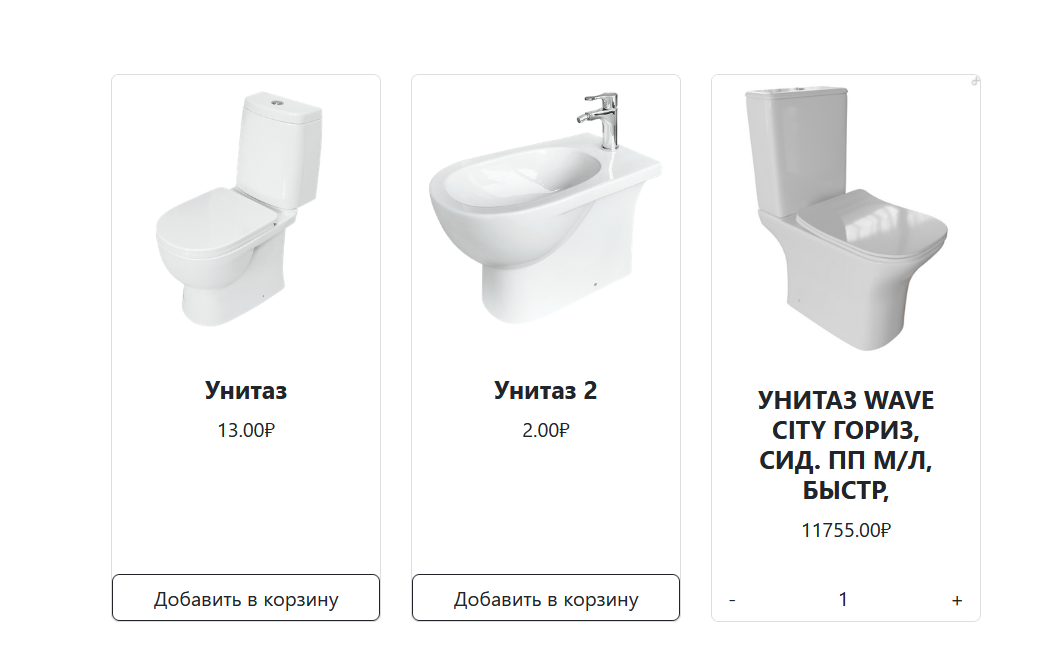 Унитаз
13.00₽
Добавить в корзину
Унитаз 2
2.00₽
Добавить в корзину
УНИТАЗ WAVE
CITY ГОРИЗ,
СИД. ПП М/Л,
БЫСТР,
11755.00₽
- 1 +